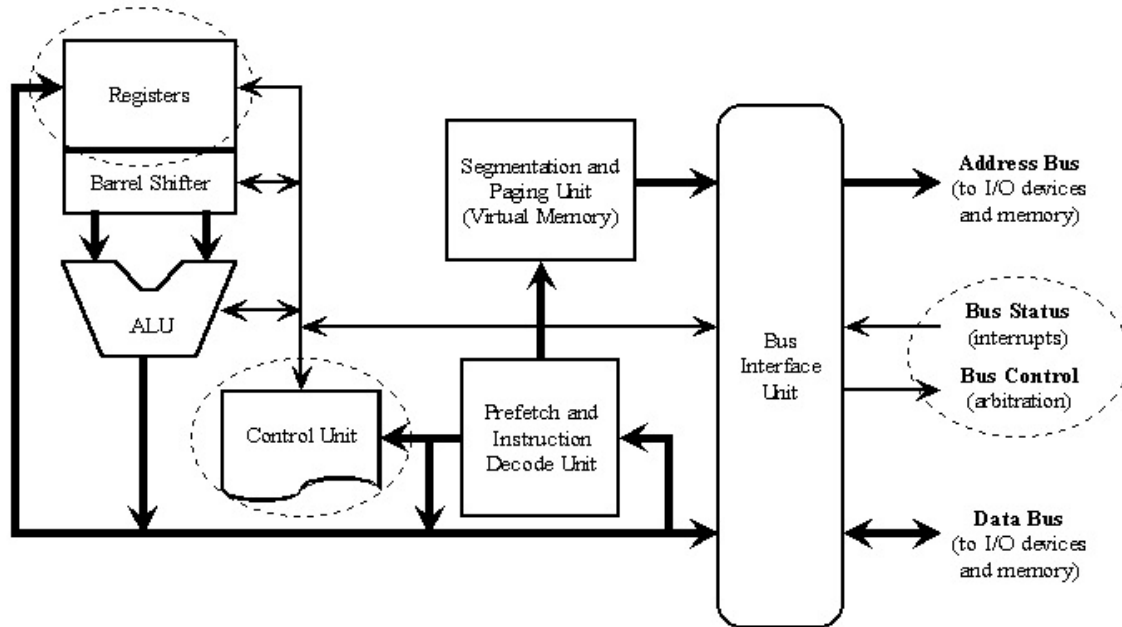 Registers
Barrel Shifter
ALU
Control Unit
Segmentation and
Paging Unit
(Virtual Memory)
Prefetch and
Instruction
Decode Unit
Bus
Interface
Unit
Address Bus
(to I/O devices
and memory)
Bus Status
(interrupts)
Bus Control
(arbitration)
Data Bus
(to I/O devices
and memory)